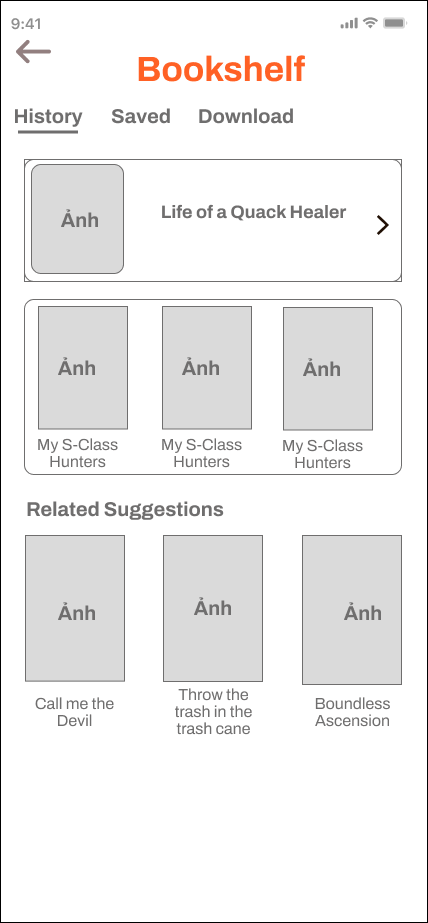 9:41
Bookshelf
History Saved Download
Ảnh
Life of a Quack Healer
Ảnh Ảnh Ảnh
My S-Class My S-Class My S-Class
Hunters Hunters Hunters
Related Suggestions
Ảnh Ảnh Ảnh
Call me the
Devil
Throw the
trash in the
trash cane
Boundless
Ascension